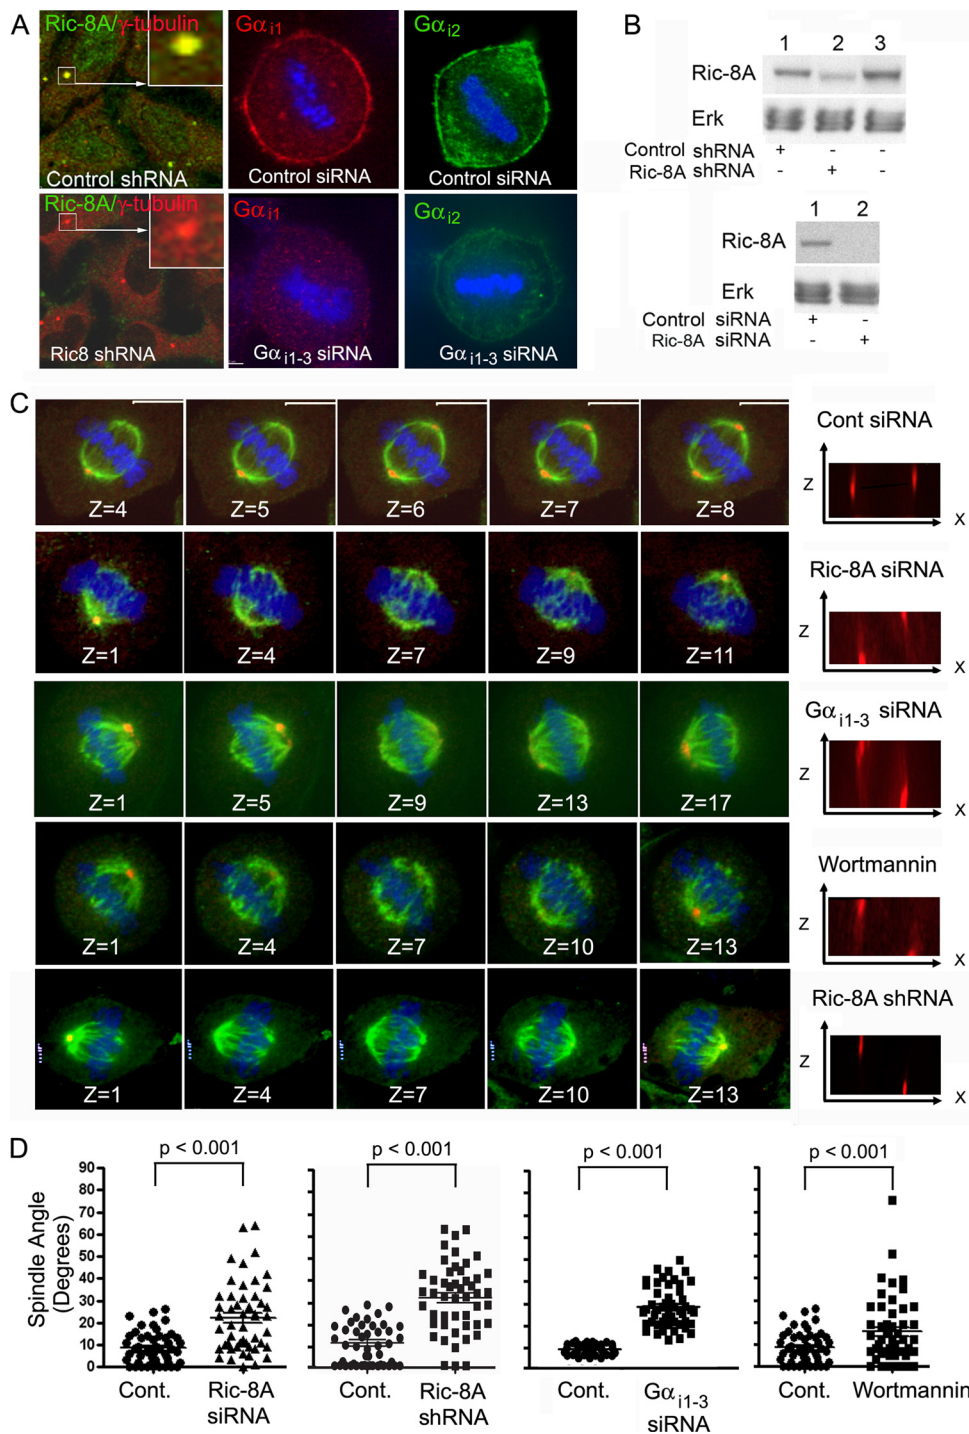 A
Ric-8A/γ-tubulin
Control shRNA
Gαi1
Control siRNA
Gαi2
Control siRNA
Ric-8A/γ-tubulin
Ric8 shRNA
Gαi1
Gαi1-3 siRNA
Gαi2
Gαi1-3 siRNA
B
1 2 3
Ric-8A
Erk
Control shRNA + - -
Ric-8A shRNA - + -
1 2
Ric-8A
Erk
Control siRNA + -
Ric-8A siRNA - +
C
Z=4 Z=5 Z=6 Z=7 Z=8
Cont siRNA
Z
X
Z=1 Z=4 Z=7 Z=9 Z=11
Ric-8A siRNA
Z
X
Z=1 Z=5 Z=9 Z=13 Z=17
Gαi1-3 siRNA
Z
X
Z=1 Z=4 Z=7 Z=10 Z=13
Wortmannin
Z
X
Z=1 Z=4 Z=7 Z=10 Z=13
Ric-8A shRNA
Z
X
D
p < 0.001 p < 0.001 p < 0.001 p < 0.001
Spindle Angle
(Degrees)
90
80
70
60
50
40
30
20
10
0
Cont. Ric-8A
siRNA
Cont. Ric-8A
shRNA
Cont. Gαi1-3
siRNA
Cont. Wortmannin